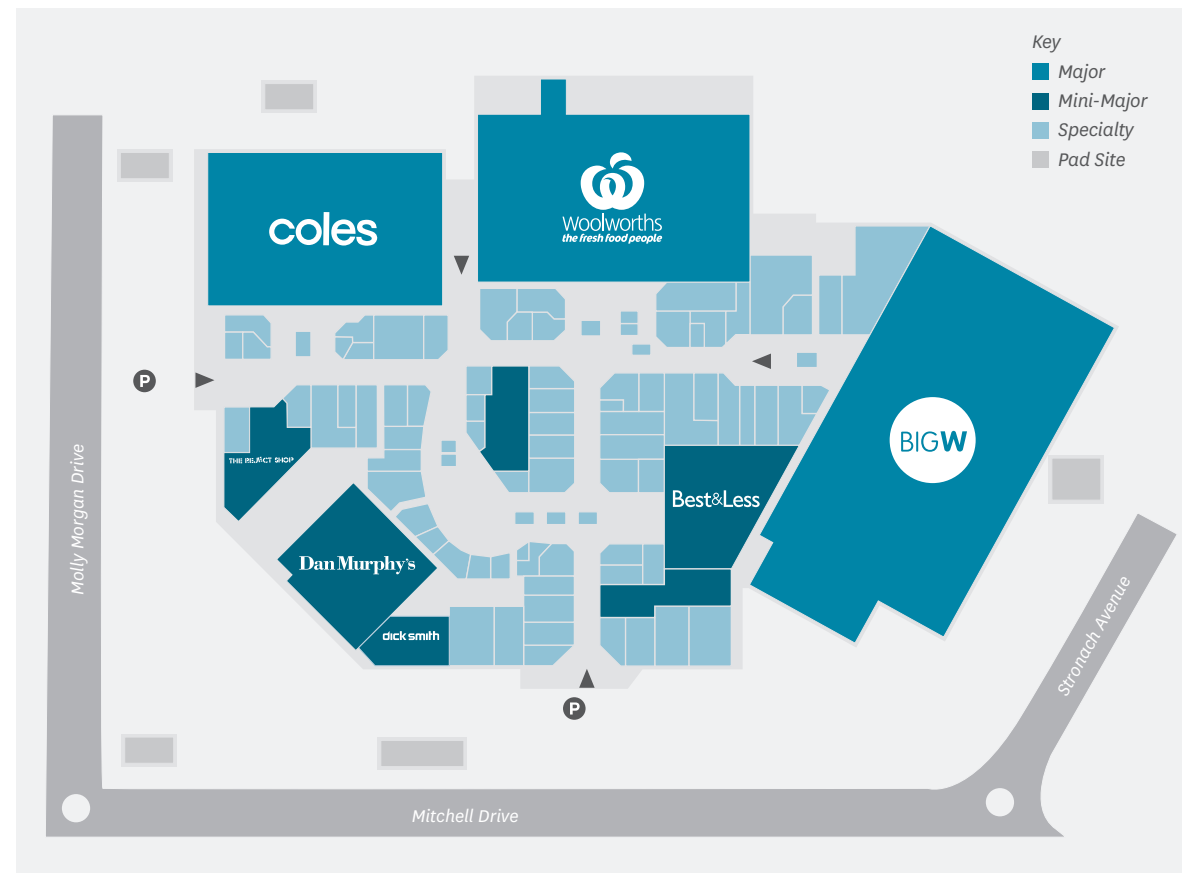 Key
Major
Mini-Major
Specialty
Pad Site
coles
Woolworths
the fresh food people
BIGW
P
THE REJECT SHOP
Best&Less
Dan Murphy's
dick smith
P
Molly Morgan Drive
Mitchell Drive
Stronach Avenue